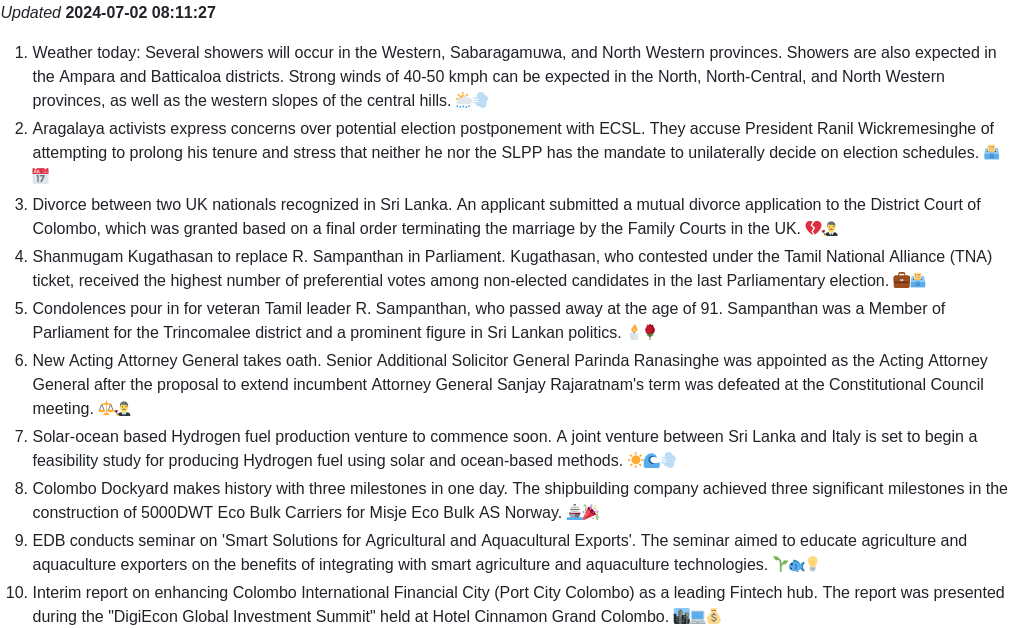 Updated 2024-07-02 08:11:27
1. Weather today: Several showers will occur in the Western, Sabaragamuwa, and North Western provinces. Showers are also expected in
the Ampara and Batticaloa districts. Strong winds of 40-50 kmph can be expected in the North, North-Central, and North Western
provinces, as well as the western slopes of the central hills. 🌦️💨
2. Aragalaya activists express concerns over potential election postponement with ECSL. They accuse President Ranil Wickremesinghe of
attempting to prolong his tenure and stress that neither he nor the SLPP has the mandate to unilaterally decide on election schedules. 🗳️
📅
3. Divorce between two UK nationals recognized in Sri Lanka. An applicant submitted a mutual divorce application to the District Court of
Colombo, which was granted based on a final order terminating the marriage by the Family Courts in the UK. 💔👨‍⚖️
4. Shanmugam Kugathasan to replace R. Sampanthan in Parliament. Kugathasan, who contested under the Tamil National Alliance (TNA)
ticket, received the highest number of preferential votes among non-elected candidates in the last Parliamentary election. 💼🗳️
5. Condolences pour in for veteran Tamil leader R. Sampanthan, who passed away at the age of 91. Sampanthan was a Member of
Parliament for the Trincomalee district and a prominent figure in Sri Lankan politics. 🕯️🌹
6. New Acting Attorney General takes oath. Senior Additional Solicitor General Parinda Ranasinghe was appointed as the Acting Attorney
General after the proposal to extend incumbent Attorney General Sanjay Rajaratnam's term was defeated at the Constitutional Council
meeting. ⚖️👨‍⚖️
7. Solar-ocean based Hydrogen fuel production venture to commence soon. A joint venture between Sri Lanka and Italy is set to begin a
feasibility study for producing Hydrogen fuel using solar and ocean-based methods. ☀️🌊💨
8. Colombo Dockyard makes history with three milestones in one day. The shipbuilding company achieved three significant milestones in the
construction of 5000DWT Eco Bulk Carriers for Misje Eco Bulk AS Norway. 🚢🎉
9. EDB conducts seminar on 'Smart Solutions for Agricultural and Aquacultural Exports'. The seminar aimed to educate agriculture and
aquaculture exporters on the benefits of integrating with smart agriculture and aquaculture technologies. 🌱🐟💡
10. Interim report on enhancing Colombo International Financial City (Port City Colombo) as a leading Fintech hub. The report was presented
during the "DigiEcon Global Investment Summit" held at Hotel Cinnamon Grand Colombo. 🏙️💻💰